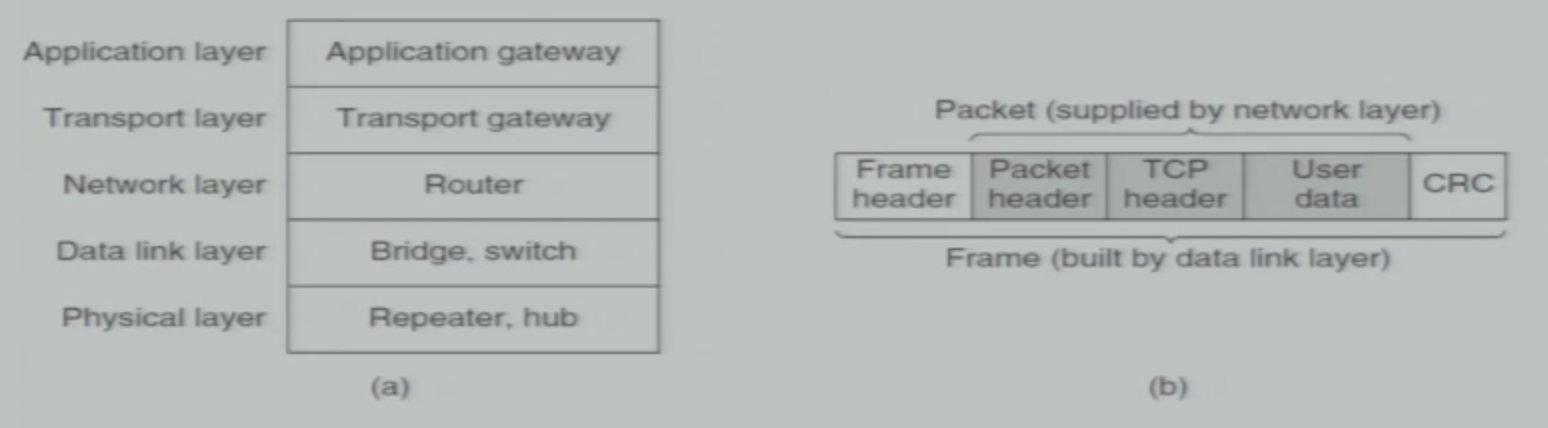 Application layer Application gateway
Transport layer Transport gateway
Network layer Router
Data link layer Bridge, switch
Physical layer Repeater, hub
(a)
Packet (supplied by network layer)
Frame Packet TCP User
header header header data CRC
Frame (built by data link layer)
(b)